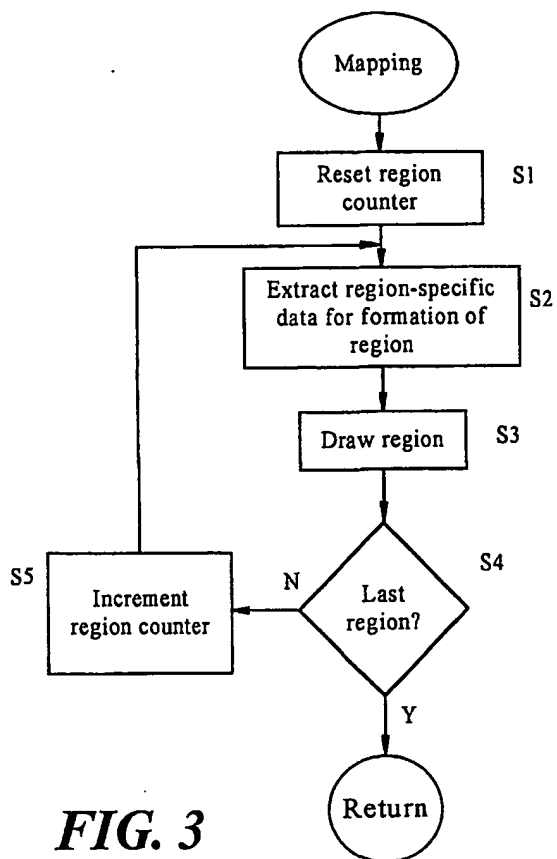 Mapping
Reset region
counter
S1
Extract region-specific
data for formation of
region
S2
Draw region
S3
Last
region?
S4
N
Increment
region counter
S5
Y
Return
FIG. 3